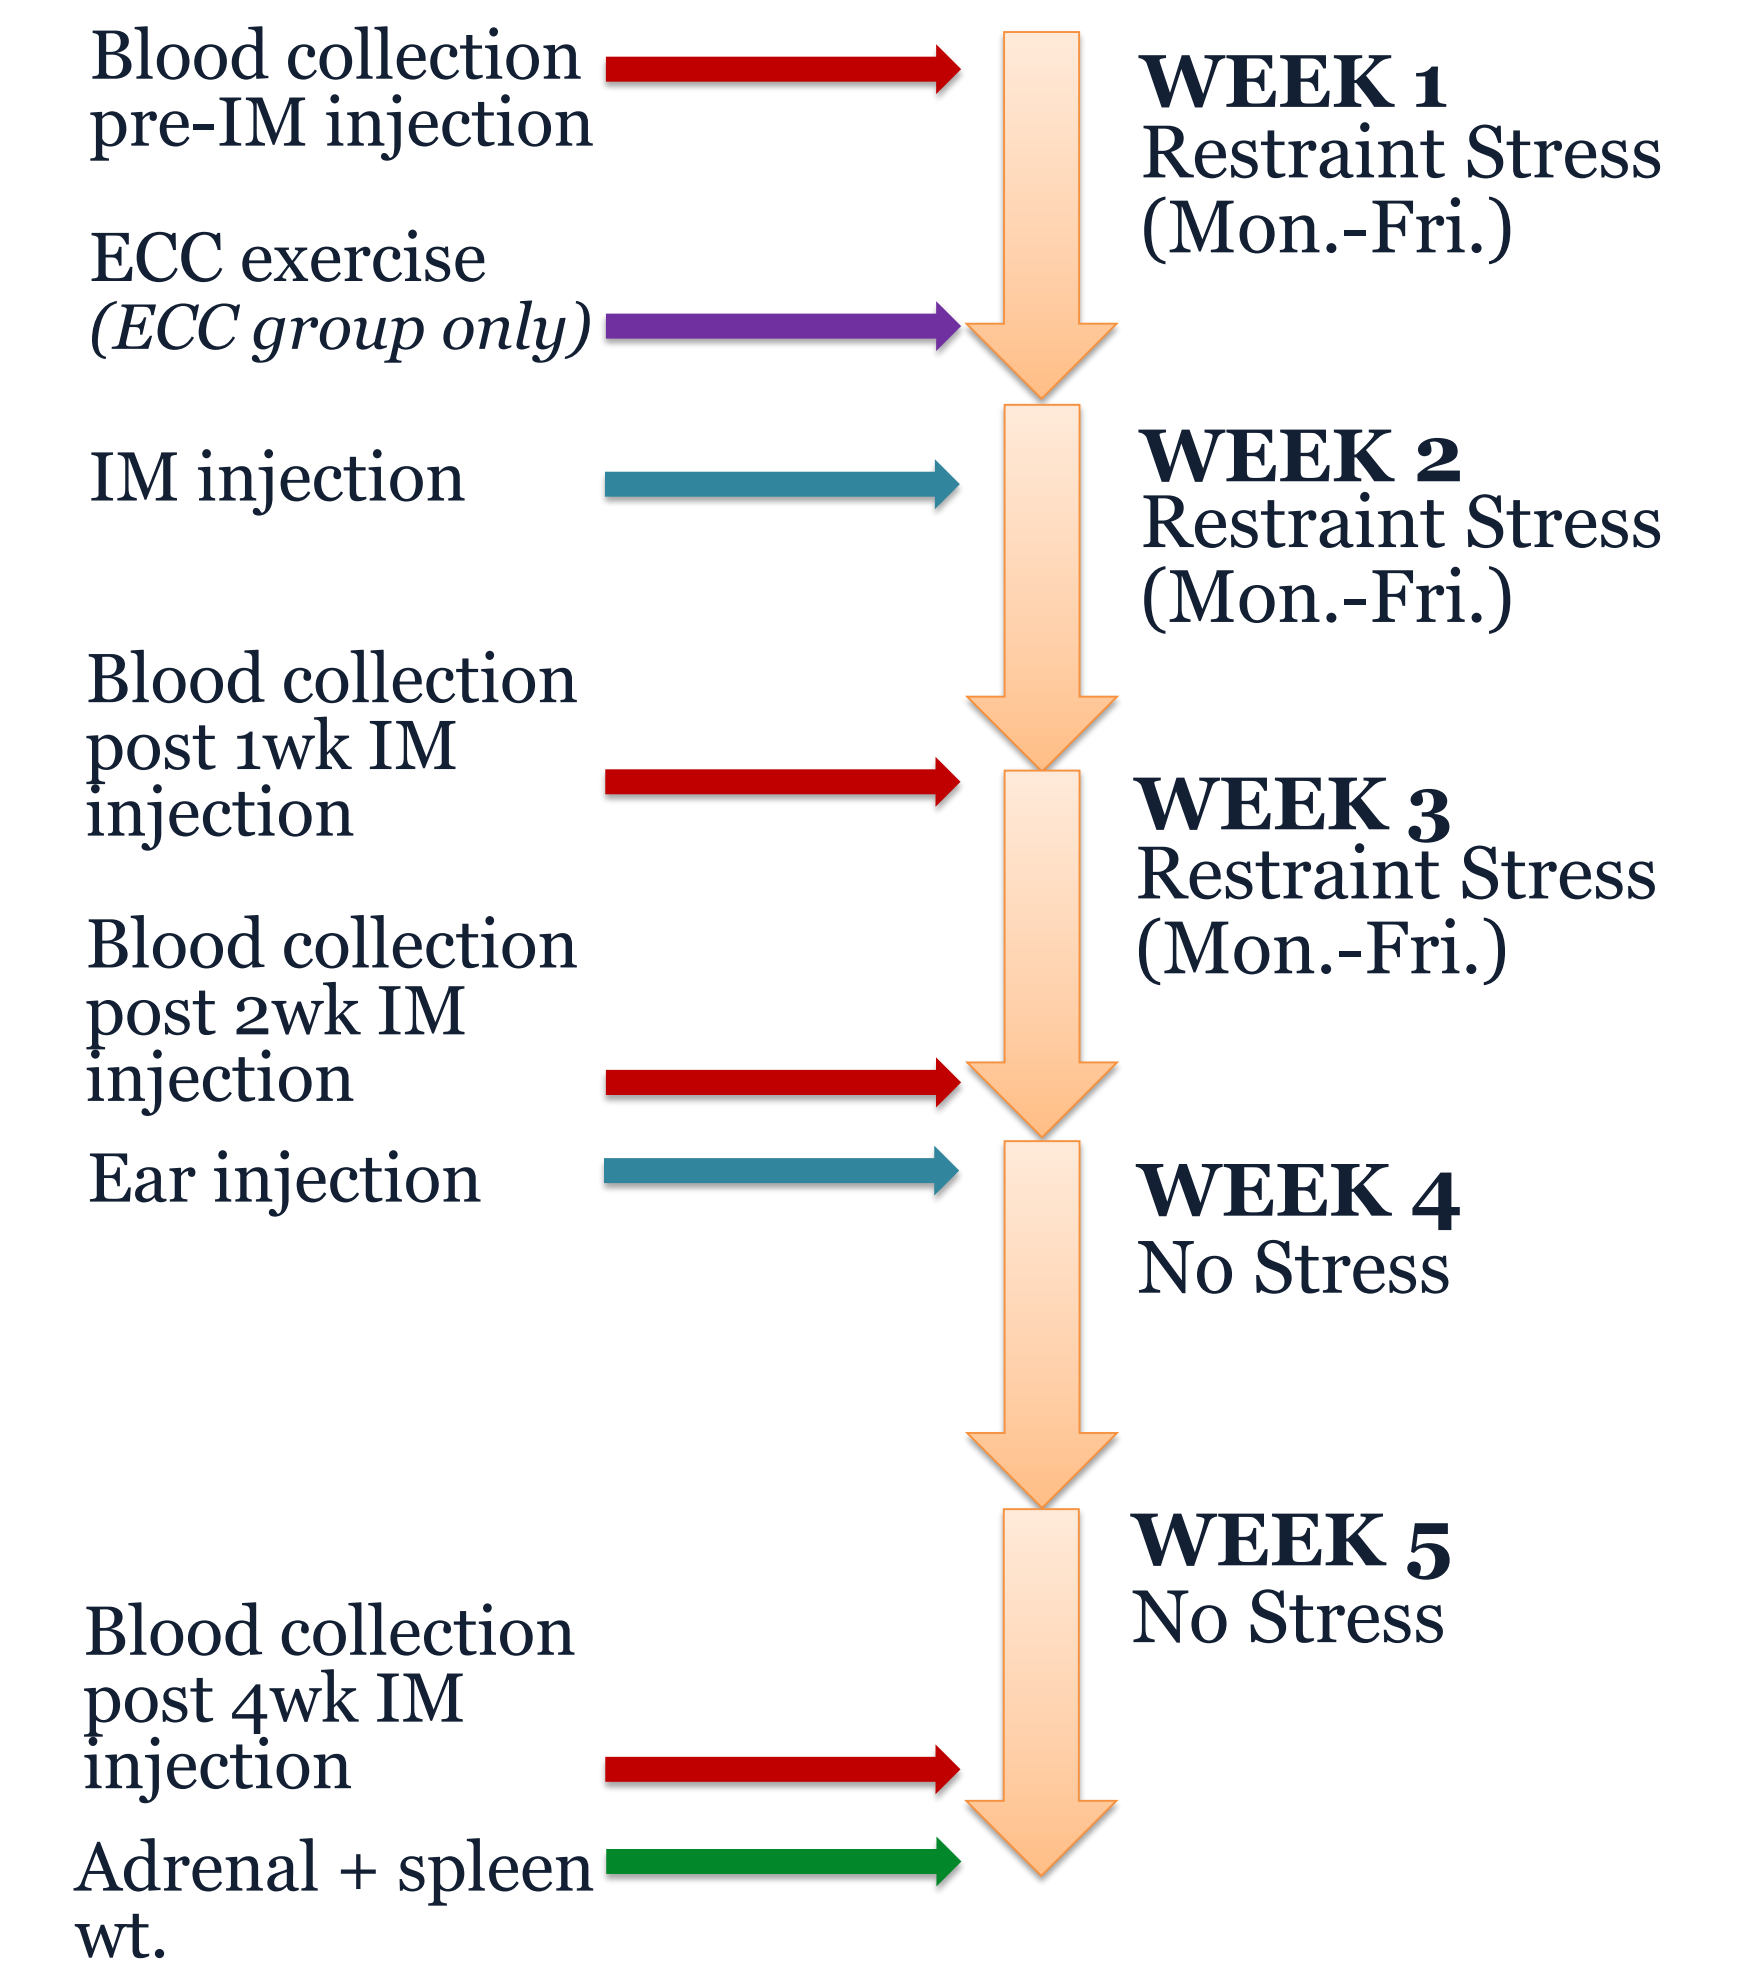 Blood collection
pre-IM injection
WEEK 1
Restraint Stress
(Mon.-Fri.)
ECC exercise
(ECC group only)
IM injection
WEEK 2
Restraint Stress
(Mon.-Fri.)
Blood collection
post 1wk IM
injection
WEEK 3
Restraint Stress
(Mon.-Fri.)
Blood collection
post 2wk IM
injection
Ear injection
WEEK 4
No Stress
WEEK 5
No Stress
Blood collection
post 4wk IM
injection
Adrenal + spleen
wt.